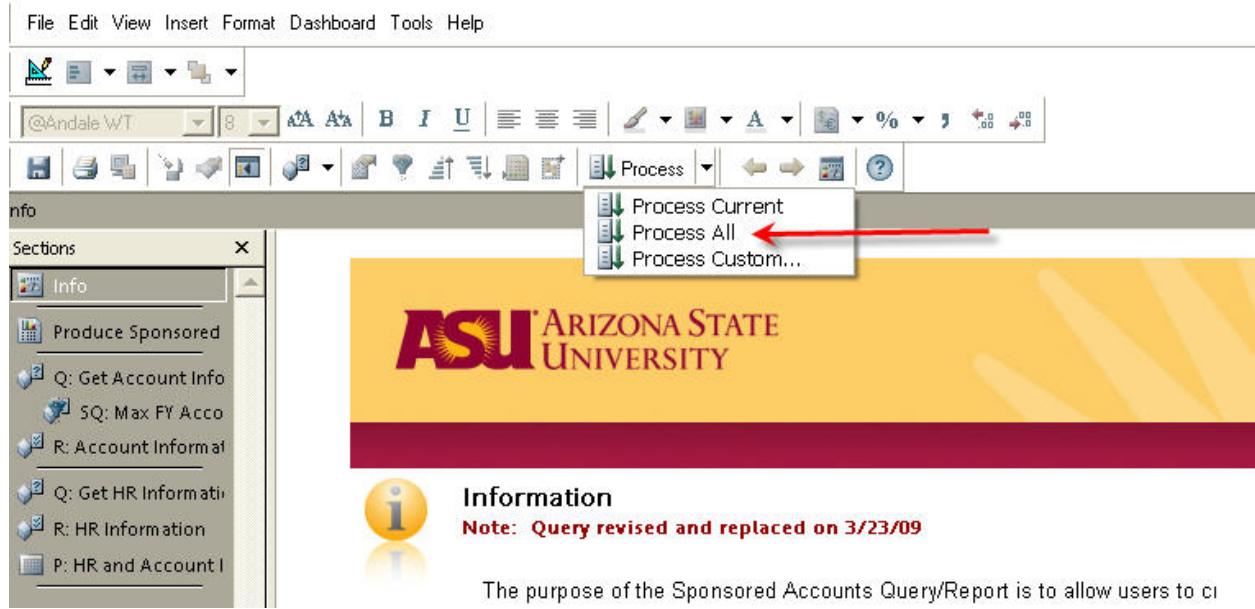 File Edit View Insert Format Dashboard Tools Help
@Andale WT 8 B I U A %
Process
Process Current
Process All
Process Custom...
nfo
Sections
Info
Produce Sponsored
Q: Get Account Info
SQ: Max FY Acco
R: Account Informat
Q: Get HR Informati
R: HR Information
P: HR and Account I
ASU ARIZONA STATE
UNIVERSITY
Information
Note: Query revised and replaced on 3/23/09
The purpose of the Sponsored Accounts Query/Report is to allow users to